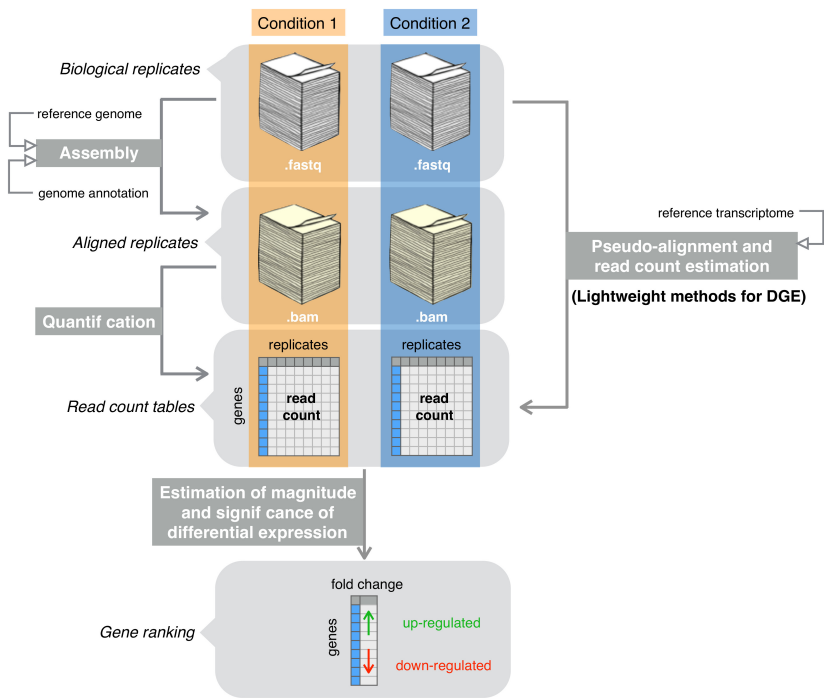 Condition 1
Condition 2
Biological replicates
reference genome
Assembly
genome annotation
.fastq
.fastq
reference transcriptome
Pseudo-alignment and
read count estimation
(Lightweight methods for DGE)
Aligned replicates
.bam
.bam
Quantif cation
replicates
replicates
genes
read
count
read
count
Read count tables
Estimation of magnitude
and signif cance of
differential expression
fold change
Gene ranking
genes
up-regulated
down-regulated